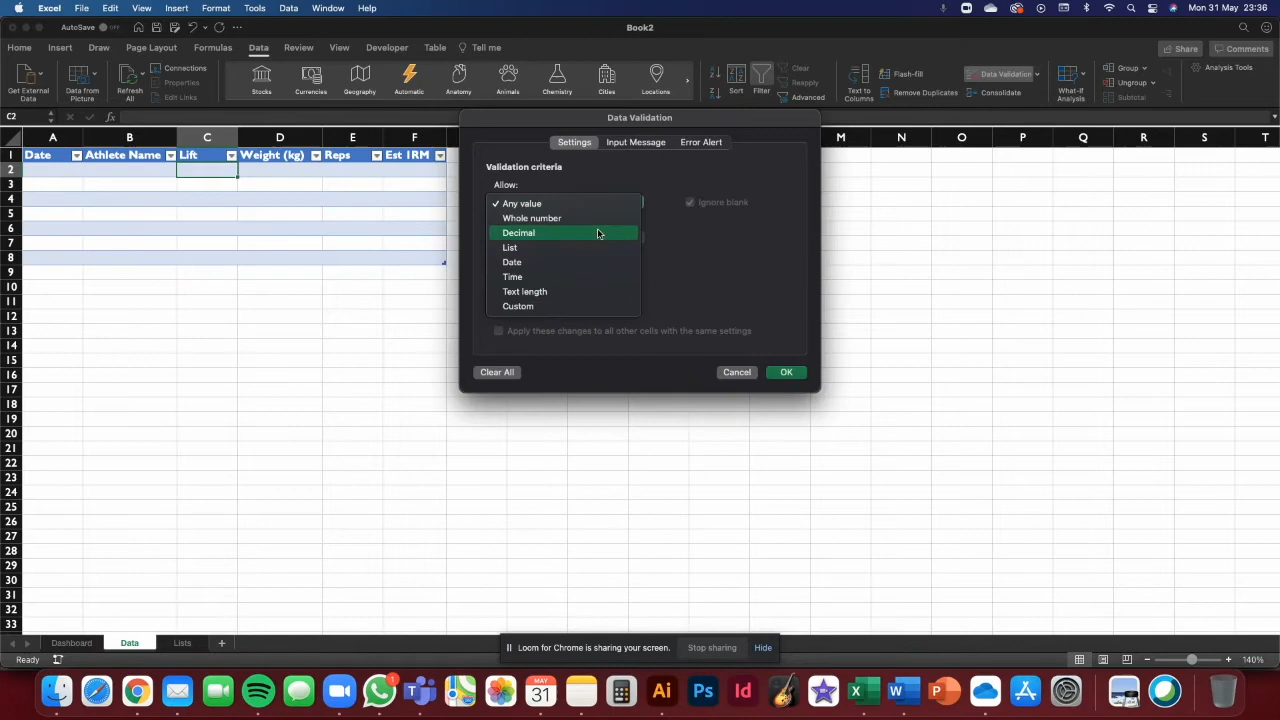 Excel File Edit View Insert Format Tools Data Window Help
Mon 31 May 23:36
AutoSave OFF
Book2
Home Insert Draw Page Layout Formulas Data Review View Developer Table Tell me
Share Comments
Get External Data
Data from Picture
Refresh All
Connections
Properties
Edit Links
Stocks Currencies Geography Automatic Anatomy Animals Chemistry Cities Locations
Sort
Filter
Clear
Reapply
Advanced
Text to Columns
Flash-fill
Remove Duplicates
Data Validation
Consolidate
What-If Analysis
Group
Ungroup
Subtotal
Analysis Tools
C2
fx
A B C D E F M N O P Q R S T
1 Date Athlete Name Lift Weight (kg) Reps Est 1RM
2
3
4
5
6
7
8
9
10
11
12
13
14
15
16
17
18
19
20
21
22
23
24
25
26
27
28
29
30
31
32
33
Data Validation
Settings Input Message Error Alert
Validation criteria
Allow:
✓ Any value
Whole number
Decimal
List
Date
Time
Text length
Custom
Ignore blank
Apply these changes to all other cells with the same settings
Clear All Cancel OK
Dashboard Data Lists +
Loom for Chrome is sharing your screen. Stop sharing Hide
Ready
140%
1
MAY
31
Ai Ps Id X W P